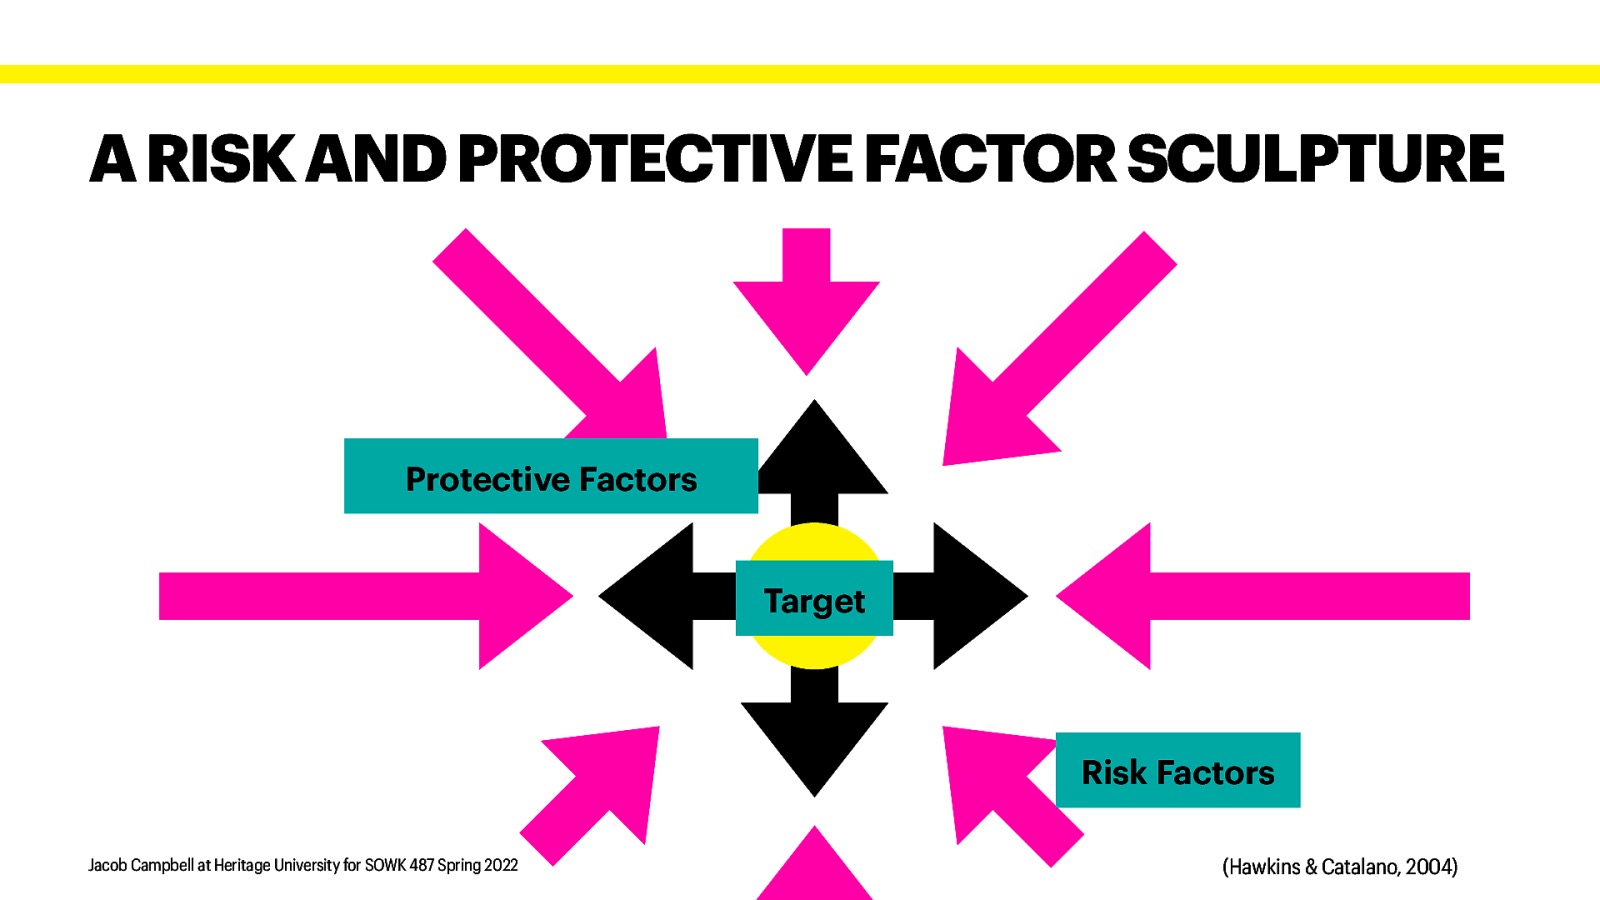 A RISK AND PROTECTIVE FACTOR SCULPTURE
Protective Factors
Target
Risk Factors
Jacob Campbell at Heritage University for SOWK 487 Spring 2022
(Hawkins & Catalano, 2004)